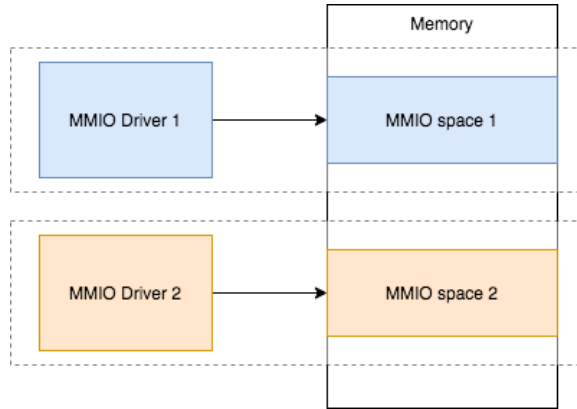 Memory
MMIO Driver 1
MMIO space 1
MMIO Driver 2
MMIO space 2